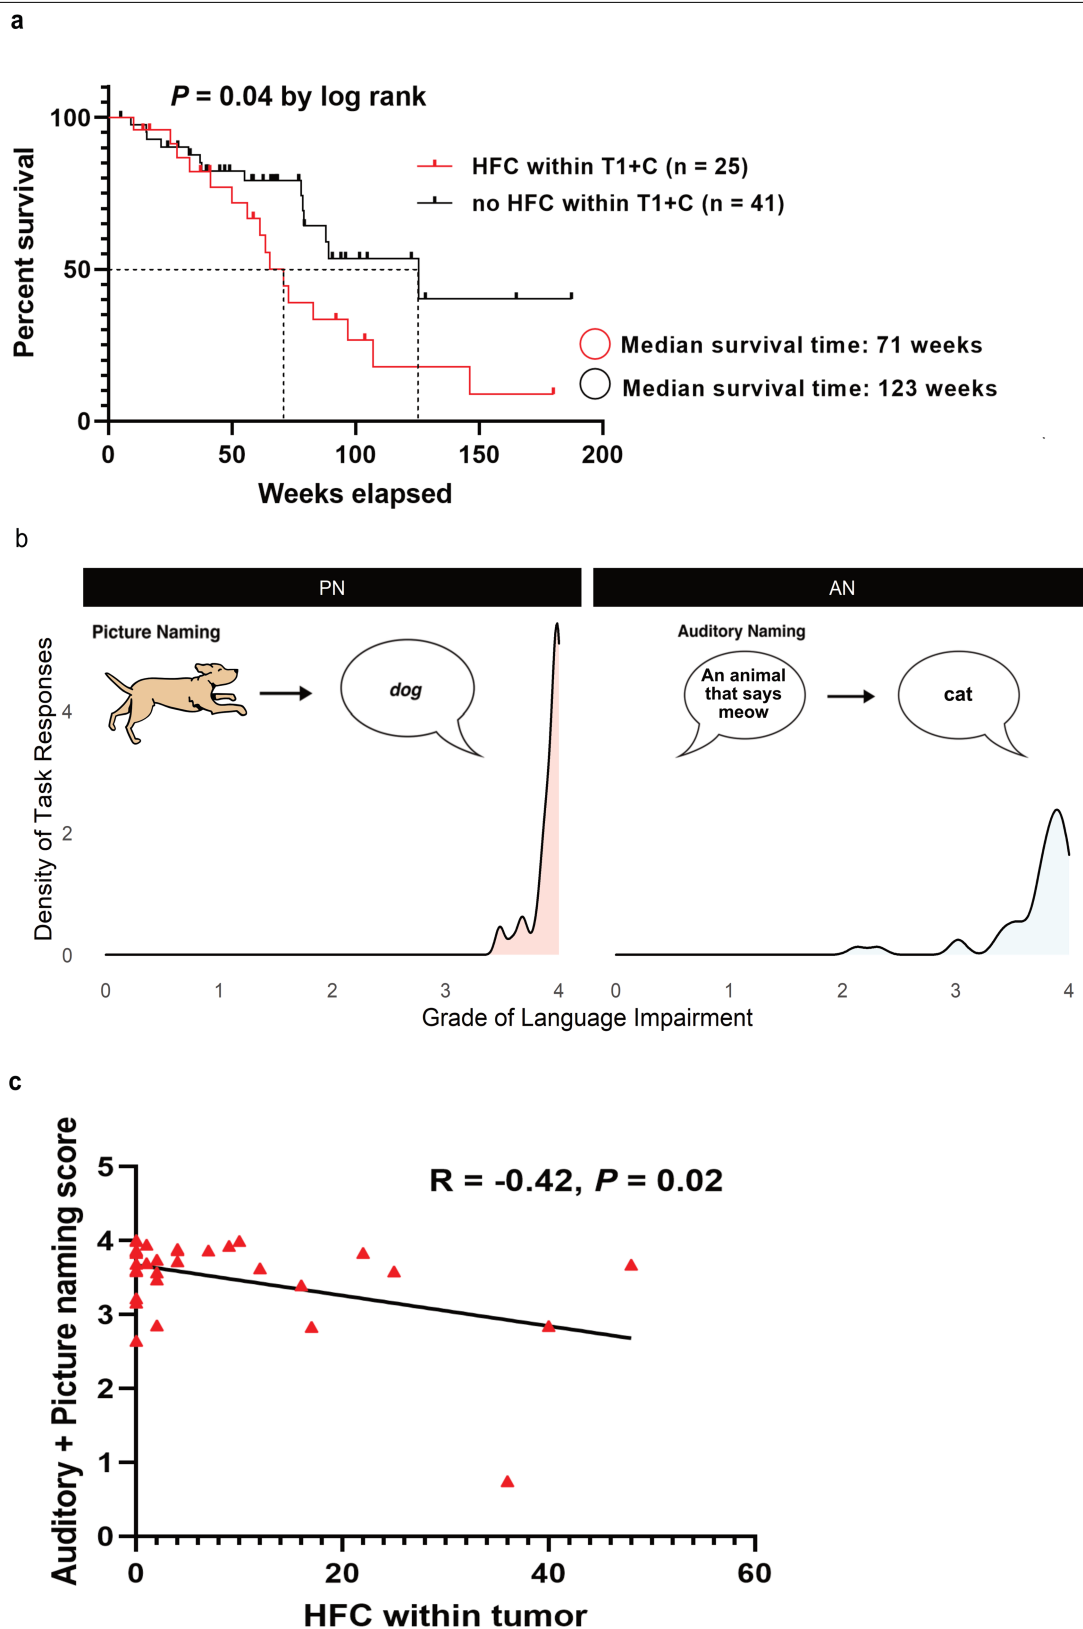 a
P = 0.04 by log rank
100
50
0
Percent survival
HFC within T1+C (n = 25)
no HFC within T1+C (n = 41)
Median survival time: 71 weeks
Median survival time: 123 weeks
0 50 100 150 200
Weeks elapsed
b
PN AN
Picture Naming
dog
Auditory Naming
An animal
that says
meow
cat
Density of Task Responses
4
2
0
0 1 2 3 4 0 1 2 3 4
Grade of Language Impairment
c
Auditory + Picture naming score
R = -0.42, P = 0.02
5
4
3
2
1
0
0 20 40 60
HFC within tumor